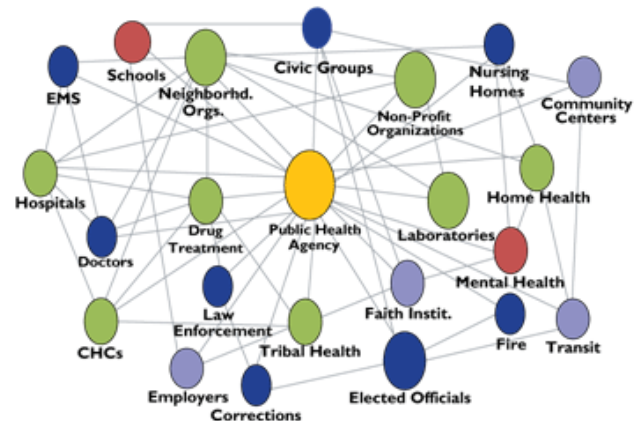 EMS
Schools
Neighborhd.
Orgs.
Civic Groups
Non-Profit
Organizations
Nursing
Homes
Community
Centers
Hospitals
Doctors
Drug
Treatment
Public Health
Agency
Laboratories
Home Health
Mental Health
CHCs
Law
Enforcement
Tribal Health
Faith Instit.
Fire
Transit
Employers
Corrections
Elected Officials